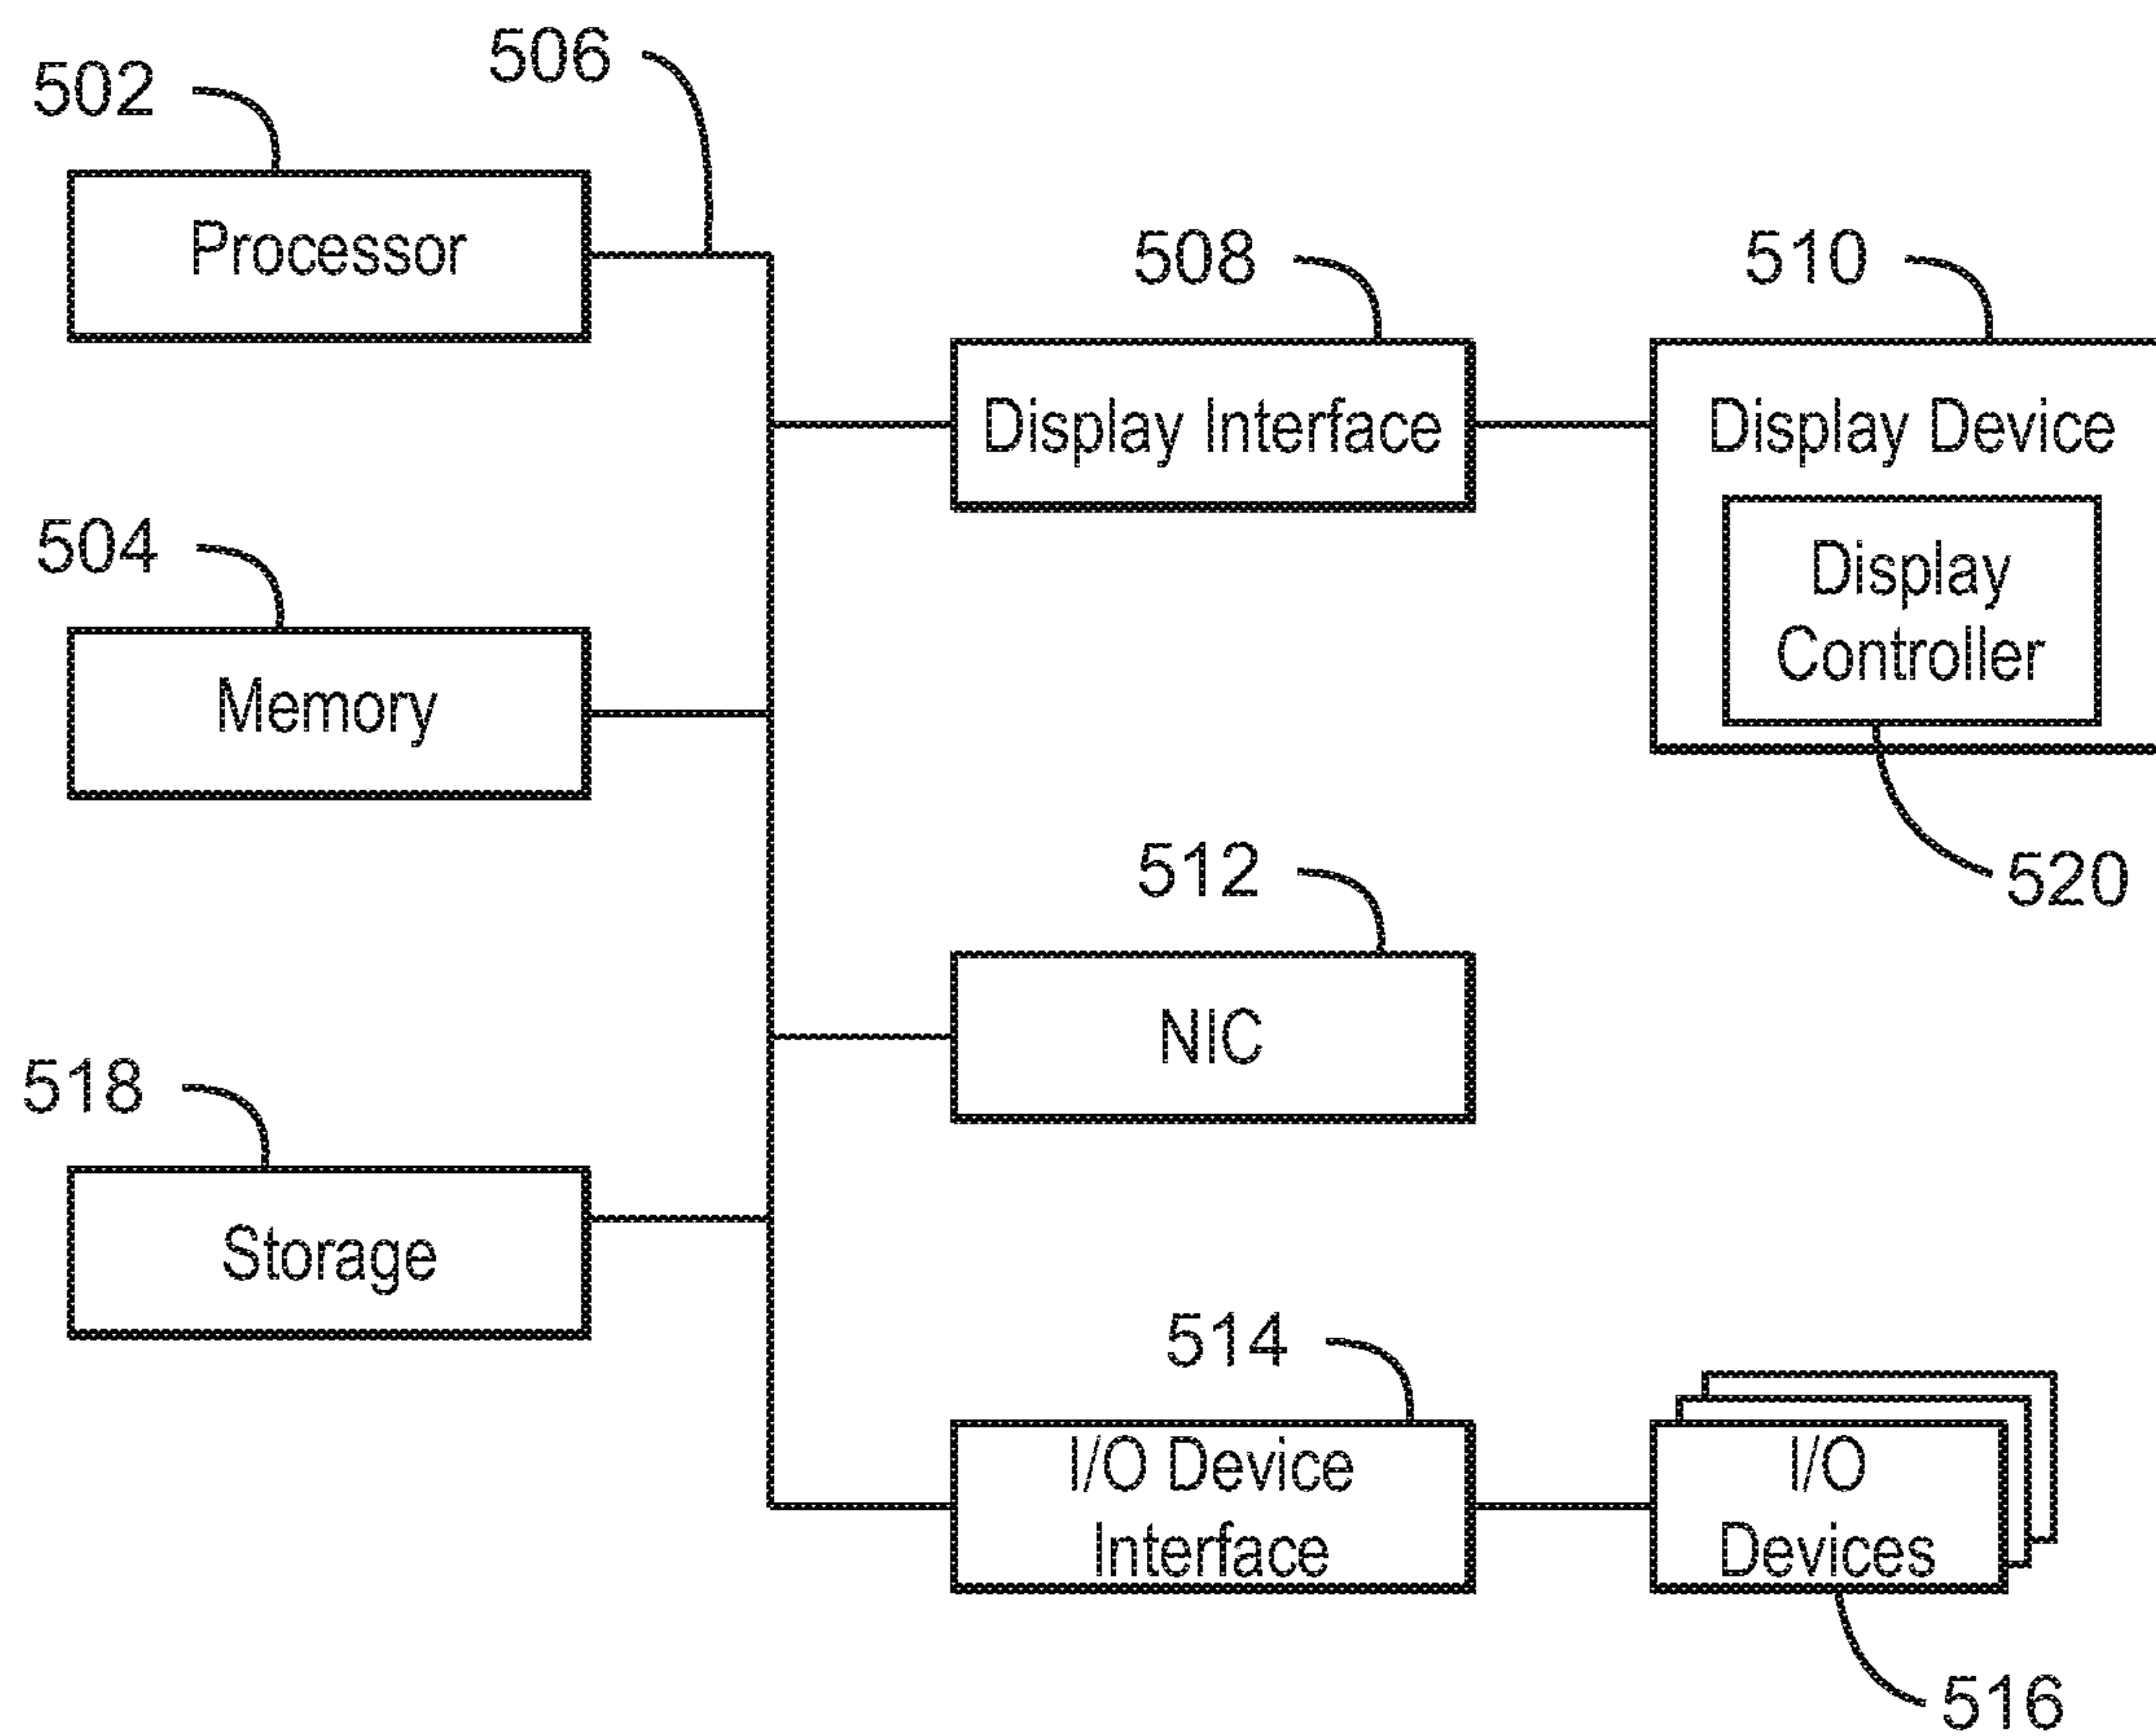 506
502
Processor
508
510
Display Interface
Display Device
504
Display
Controller
Memory
512
520
NIC
518
Storage
514
I/O Device
Interface
I/O
Devices
516